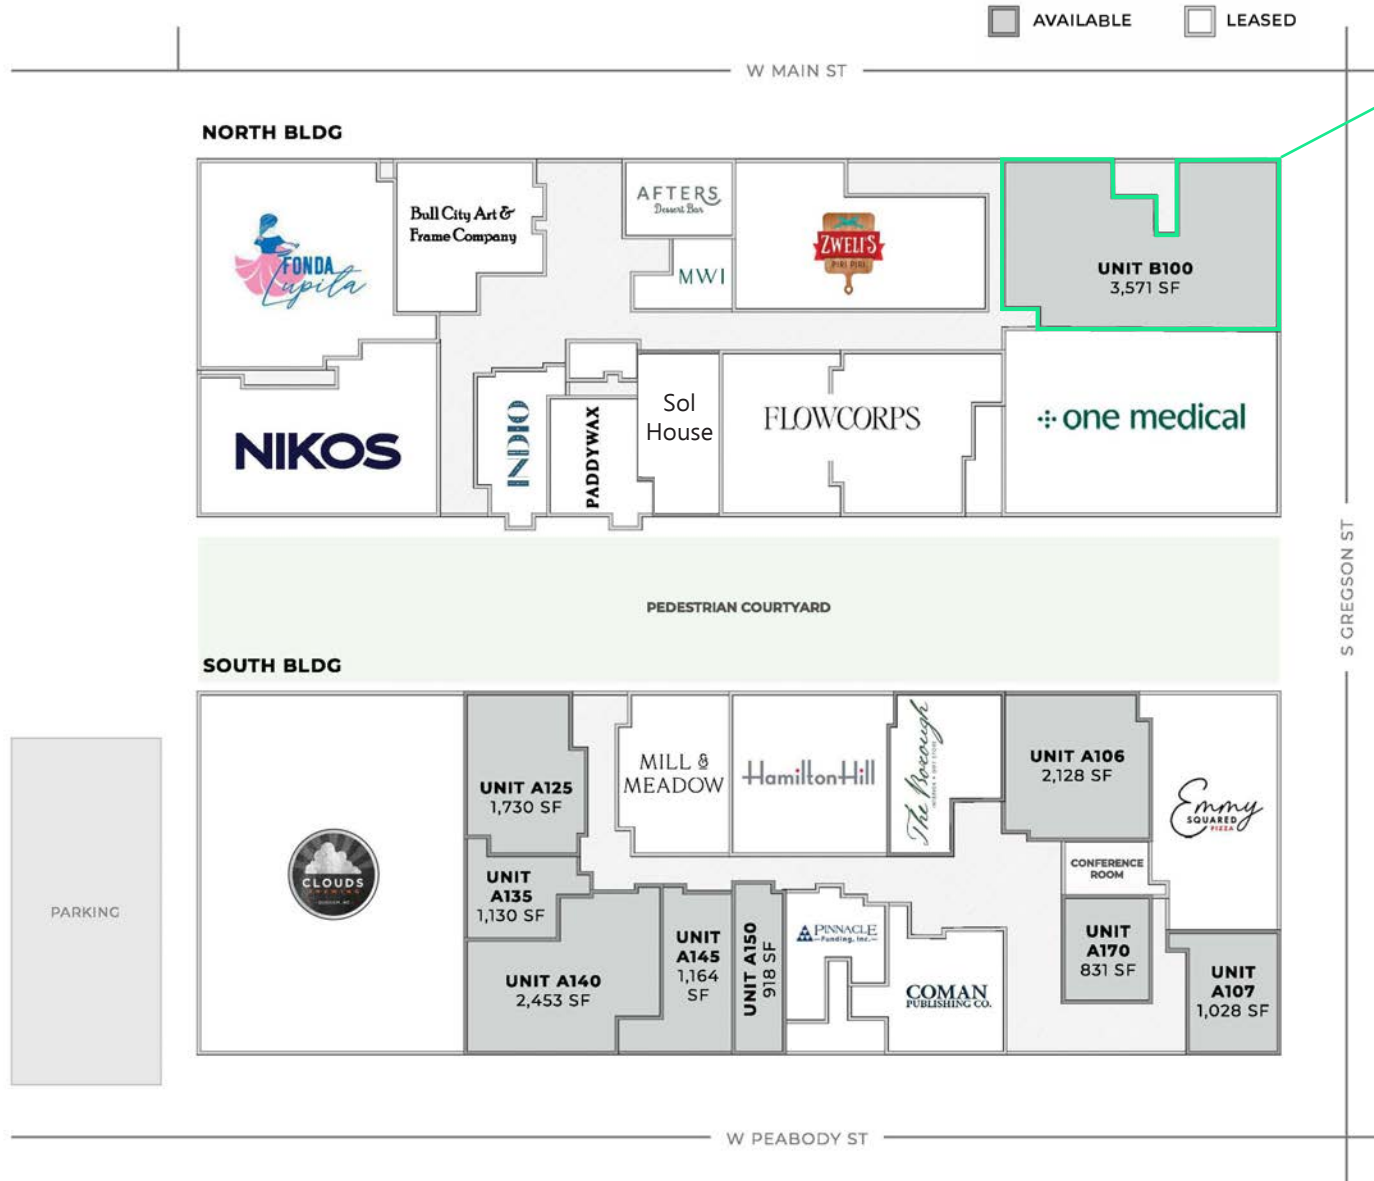 AVAILABLE
LEASED
W MAIN ST
NORTH BLDG
FONDA
Lupita
Bull City Art &
Frame Company
AFTERS
Dessert Bar
MWI
ZWELI'S
PIRI PIRI
UNIT B100
3,571 SF
NIKOS
INDIO
PADDYWAX
Sol
House
FLOWCORPS
one medical
S GREGSON ST
PEDESTRIAN COURTYARD
SOUTH BLDG
PARKING
CLOUDS
BREWING
UNIT A125
1,730 SF
UNIT
A135
1,130 SF
UNIT A140
2,453 SF
UNIT
A145
1,164
SF
UNIT A150
918 SF
MILL &
MEADOW
HamiltonHill
The Boxough
PINNACLE
Funding, Inc.
COMAN
PUBLISHING CO.
UNIT A106
2,128 SF
CONFERENCE
ROOM
UNIT
A170
831 SF
Emmy
SQUARED
PIZZA
UNIT
A107
1,028 SF
W PEABODY ST